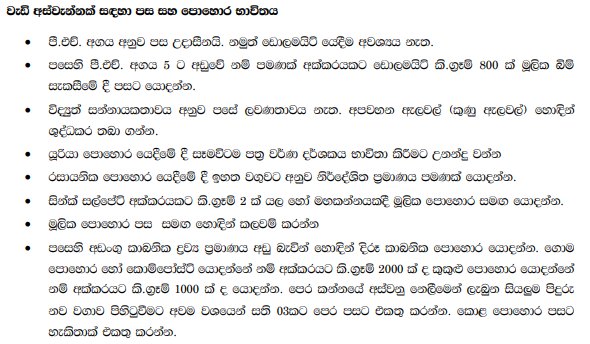 වැඩි අස්වැන්නක් සඳහා පස සහ පොහොර භාවිතය
• පී.එච්. අගය අනුව පස උදාසීනයි. නමුත් ඩොලමයිට් යෙදීම අවශ්‍යය නැත.
• පසෙහි පී.එච්. අගය 5 ට අඩුවේ නම් පමණක් අක්කරයකට ඩොලමයිට් කි.ග්‍රෑම් 800 ක් මූලික බිම්
සැකසීමේ දී පසට යොදන්න.
• විද්‍යුත් සන්නායකතාවය අනුව පසේ ලවණතාවය නැත. අපවහන ඇලවල් (කුණු ඇලවල්) හොඳින්
ශුද්ධකර තබා ගන්න.
• යූරියා පොහොර යෙදීමේ දී සෑමවිටම පත්‍ර වර්ණ දර්ශකය භාවිතා කිරීමට උනන්දු වන්න
• රසායනික පොහොර යෙදීමේ දී ඉහත වගුවට අනුව නිර්දේශිත ප්‍රමාණය පමණක් යොදන්න.
• සින්ක් සල්පේට් අක්කරයකට කි.ග්‍රෑම් 2 ක් යල හෝ මහකන්නයකදී මූලික පොහොර සමඟ යොදන්න.
• මූලික පොහොර පස සමඟ හොඳින් කලවම් කරන්න
• පසෙහි අඩංගු කාබනික ද්‍රව්‍ය ප්‍රමාණය අඩු බැවින් හොඳින් දිරූ කාබනික පොහොර යොදන්න. ගොම
පොහොර හෝ කොම්පෝස්ට් යොදන්නේ නම් අක්කරයට කි.ග්‍රෑම් 2000 ක් ද කුකුළු පොහොර යොදන්නේ
නම් අක්කරයට කි.ග්‍රෑම් 1000 ක් ද යොදන්න. පෙර කන්නයේ අස්වනු නෙලීමෙන් ලැබුන සියලුම පිදුරු
නව වගාව පිහිටුවීමට අවම වශයෙන් සති 03කට පෙර පසට එකතු කරන්න. කොළ පොහොර පසට
හැකිතාක් එකතු කරන්න.